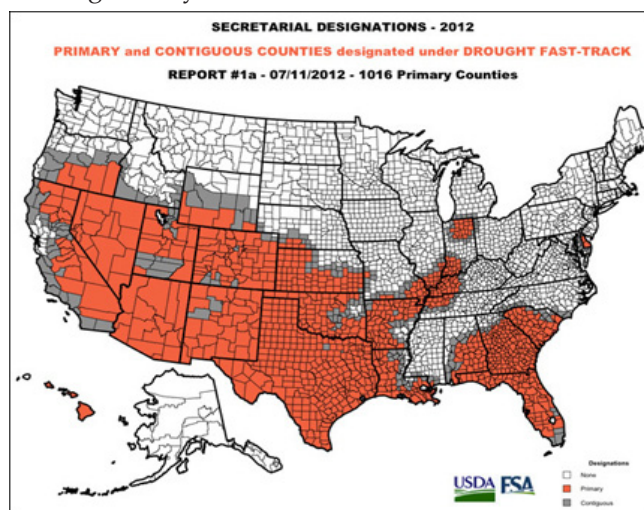 SECRETARIAL DESIGNATIONS - 2012
PRIMARY and CONTIGUOUS COUNTIES designated under DROUGHT FAST-TRACK
REPORT #1a - 07/11/2012 - 1016 Primary Counties
USDA FSA
Designations
None
Primary
Contiguous